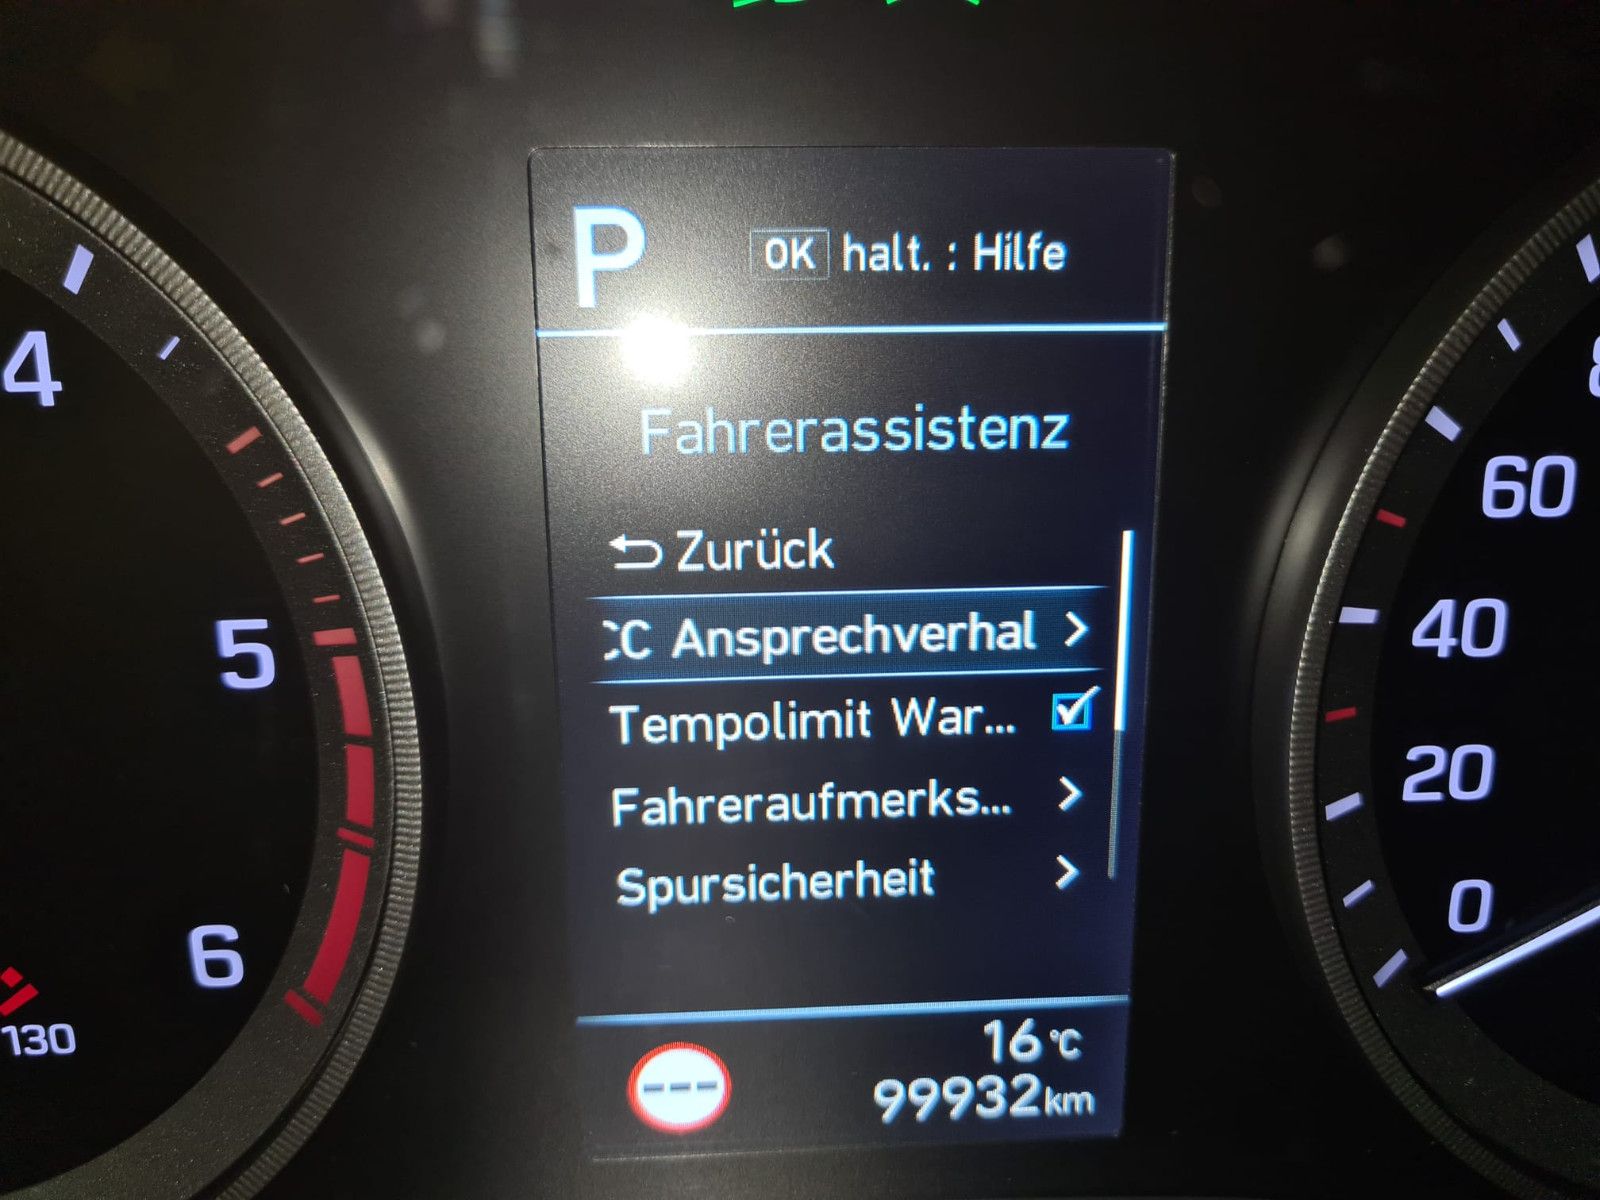 P
OK halt. : Hilfe
Fahrerassistenz
Zurück
CC Ansprechverhal
Tempolimit War...
Fahreraufmerks...
Spursicherheit
16 °C
99932 km
4
5
6
130
60
40
20
0